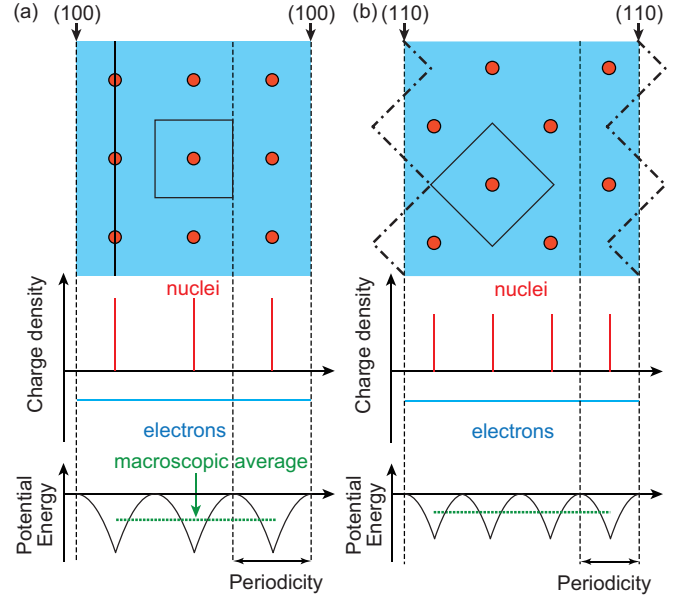 (a)
(100)
(100)
(b)
(110)
(110)
Charge density
nuclei
electrons
Charge density
nuclei
electrons
Potential
Energy
macroscopic average
Periodicity
Potential
Energy
Periodicity